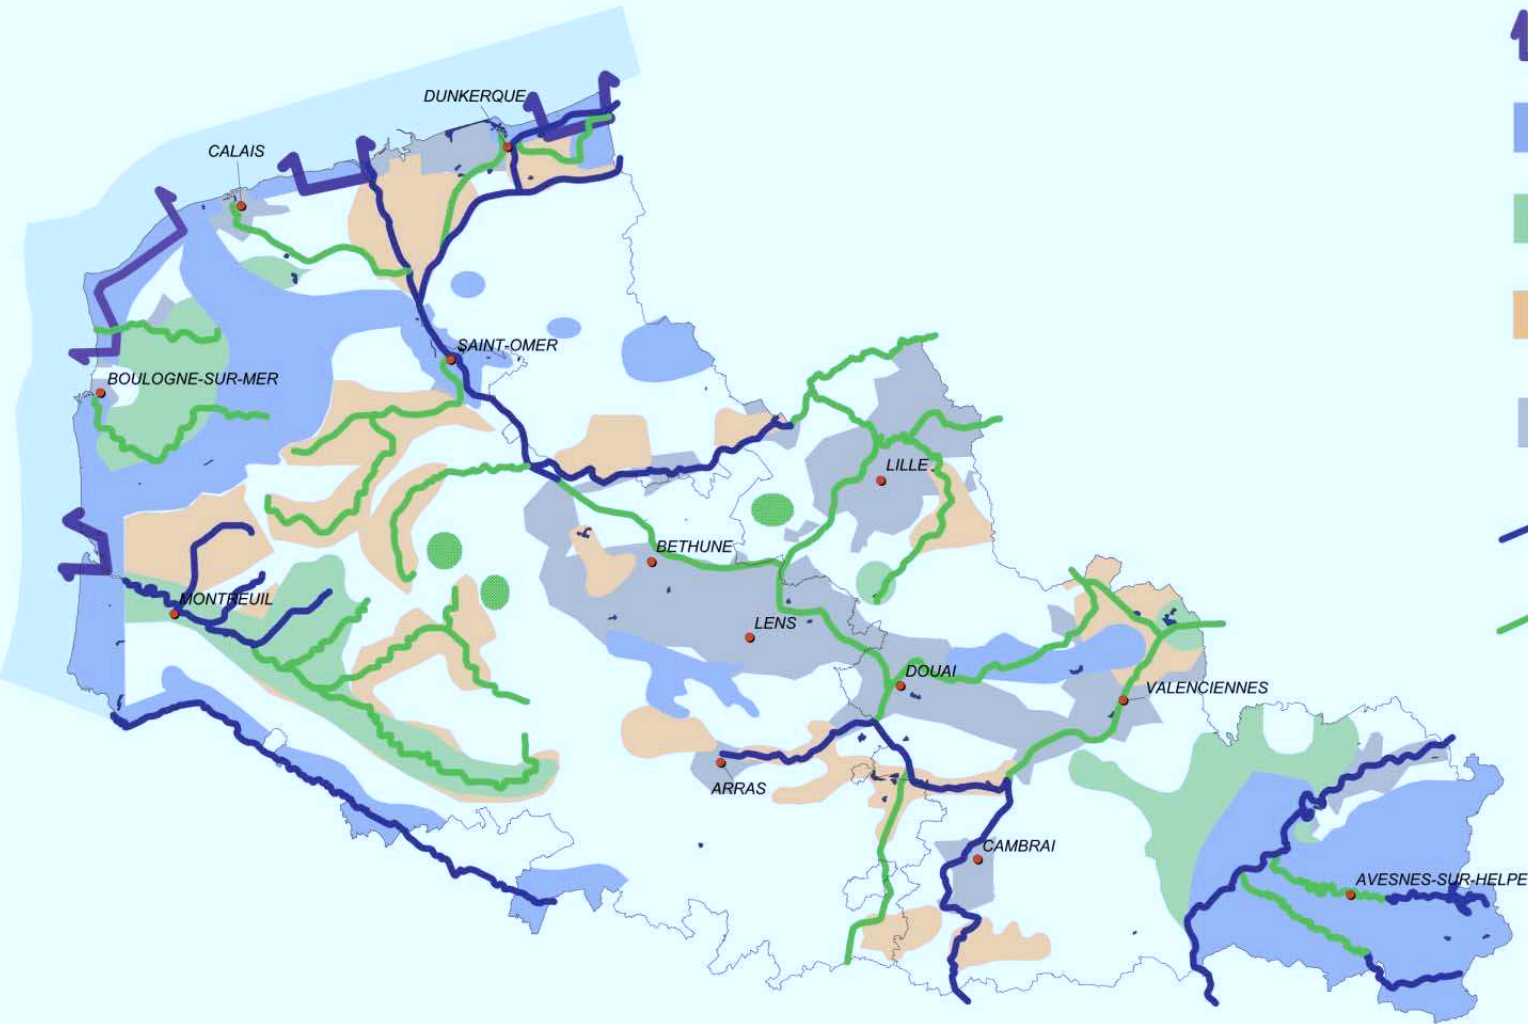 DUNKERQUE
CALAIS
SAINT-OMER
BOULOGNE-SUR-MER
LILLE
BETHUNE
MONTREUIL
LENS
DOUAI
VALENCIENNES
ARRAS
CAMBRAI
AVESNES-SUR-HELPE